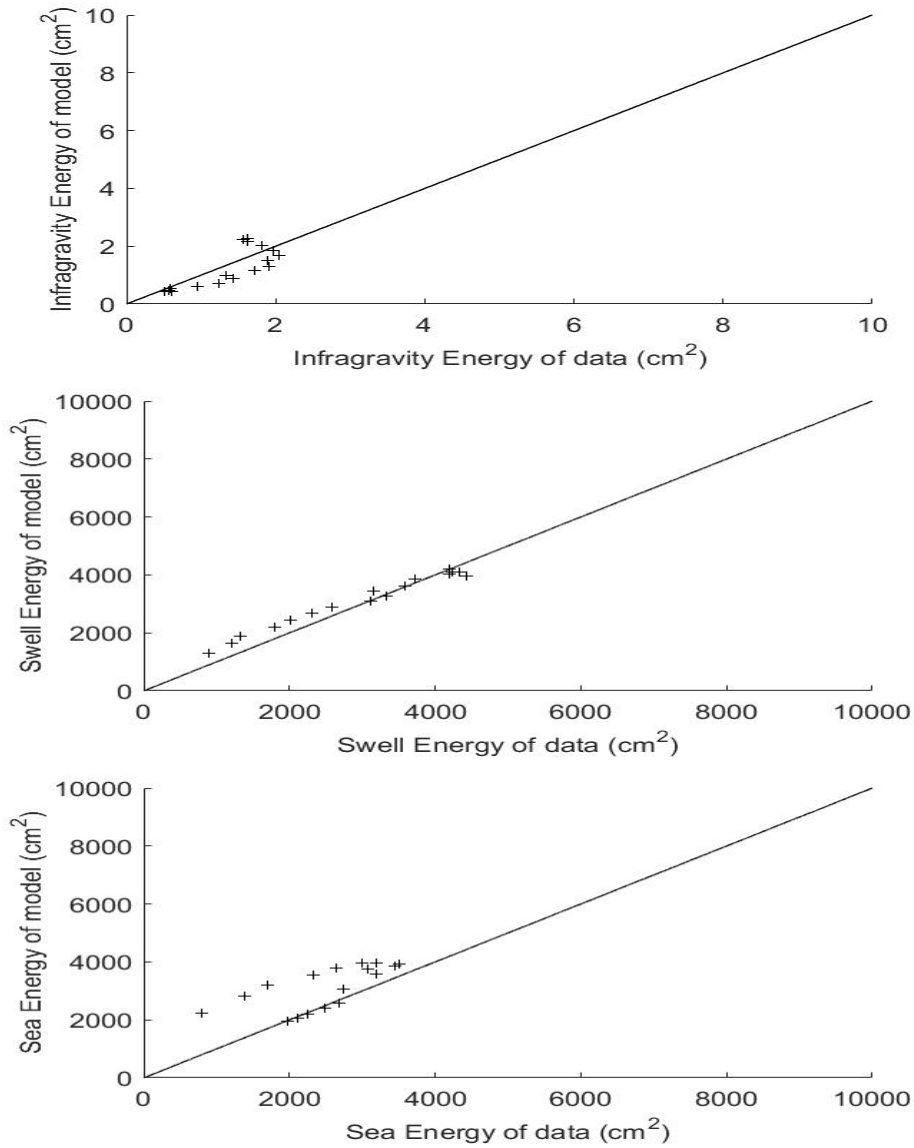 Infragravity Energy of model (cm²)
10
8
6
4
2
0
0 2 4 6 8 10
Infragravity Energy of data (cm²)
Swell Energy of model (cm²)
10000
8000
6000
4000
2000
0
0 2000 4000 6000 8000 10000
Swell Energy of data (cm²)
Sea Energy of model (cm²)
10000
8000
6000
4000
2000
0
0 2000 4000 6000 8000 10000
Sea Energy of data (cm²)